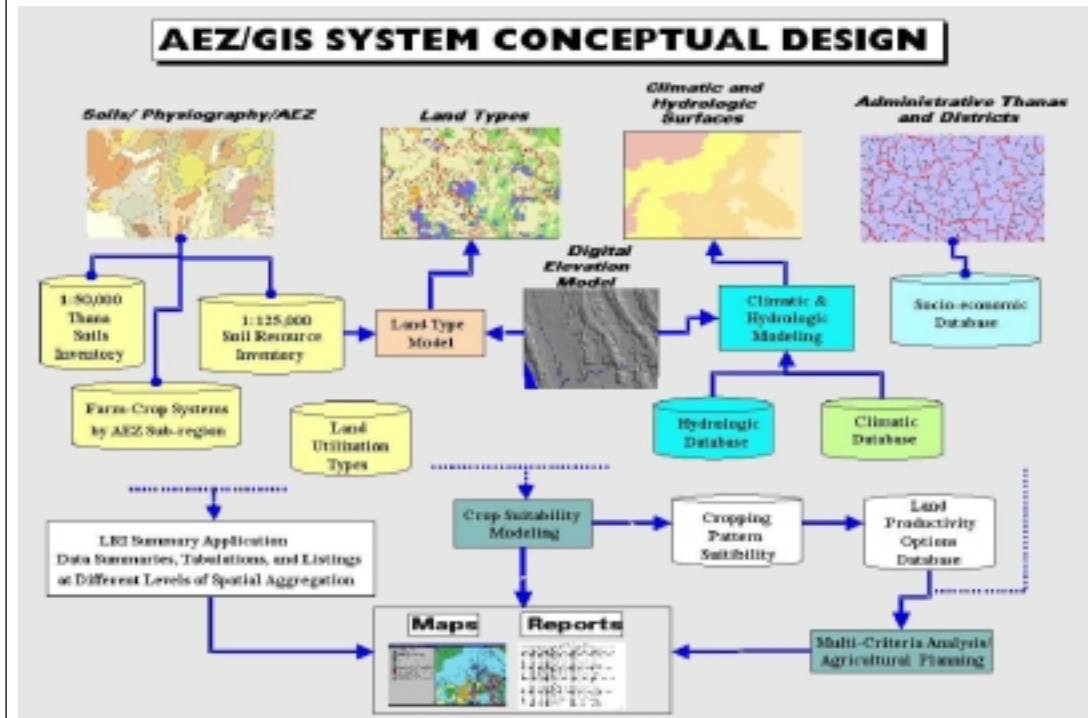 AEZ/GIS SYSTEM CONCEPTUAL DESIGN
Soils/ Physiography/AEZ
Land Types
Climatic and
Hydrologic
Surfaces
Administrative Thanas
and Districts
Digital
Elevation
Model
1:50,000
Thana
Soils
Inventory
1:125,000
Soil Resource
Inventory
Land Type
Model
Climatic &
Hydrologic
Modeling
Socio-economic
Database
Farm-Crop Systems
by AEZ Sub-region
Land
Utilization
Types
Hydrologic
Database
Climatic
Database
LRI Summary Application
Data Summaries, Tabulations, and Listings
at Different Levels of Spatial Aggregation
Crop Suitability
Modeling
Cropping
Pattern
Suitibility
Land
Productivity
Options
Database
Maps
Reports
Multi-Criteria Analysis/
Agricultural Planning